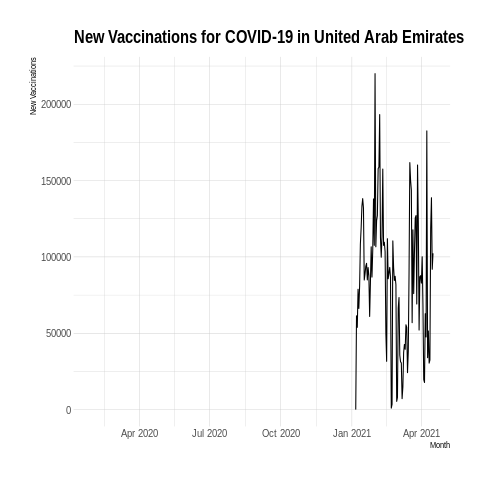 New Vaccinations for COVID-19 in United Arab Emirates
New Vaccinations
200000
150000
100000
50000
0
Apr 2020 Jul 2020 Oct 2020 Jan 2021 Apr 2021
Month